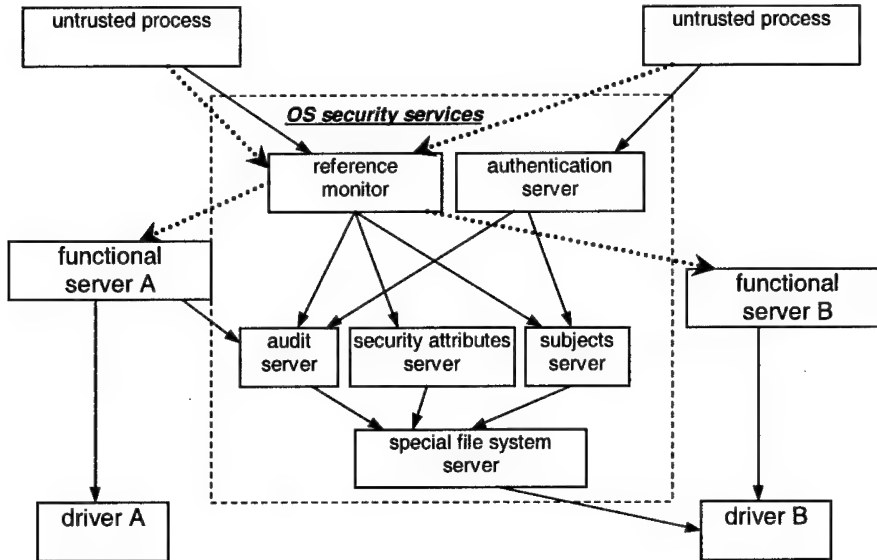 untrusted process
untrusted process
OS security services
reference
monitor
authentication
server
functional
server A
functional
server B
audit
server
security attributes
server
subjects
server
special file system
server
driver A
driver B